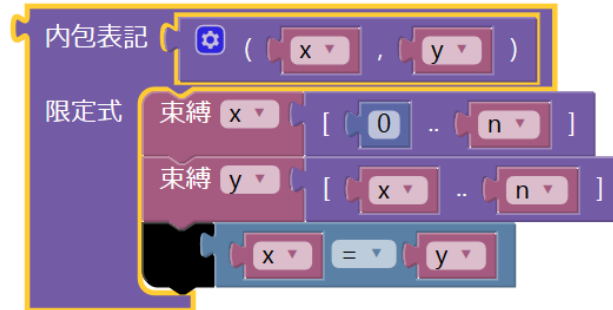 内包表記 ( x , y )
限定式 束縛 x [ 0 .. n ]
束縛 y [ x .. n ]
x = y